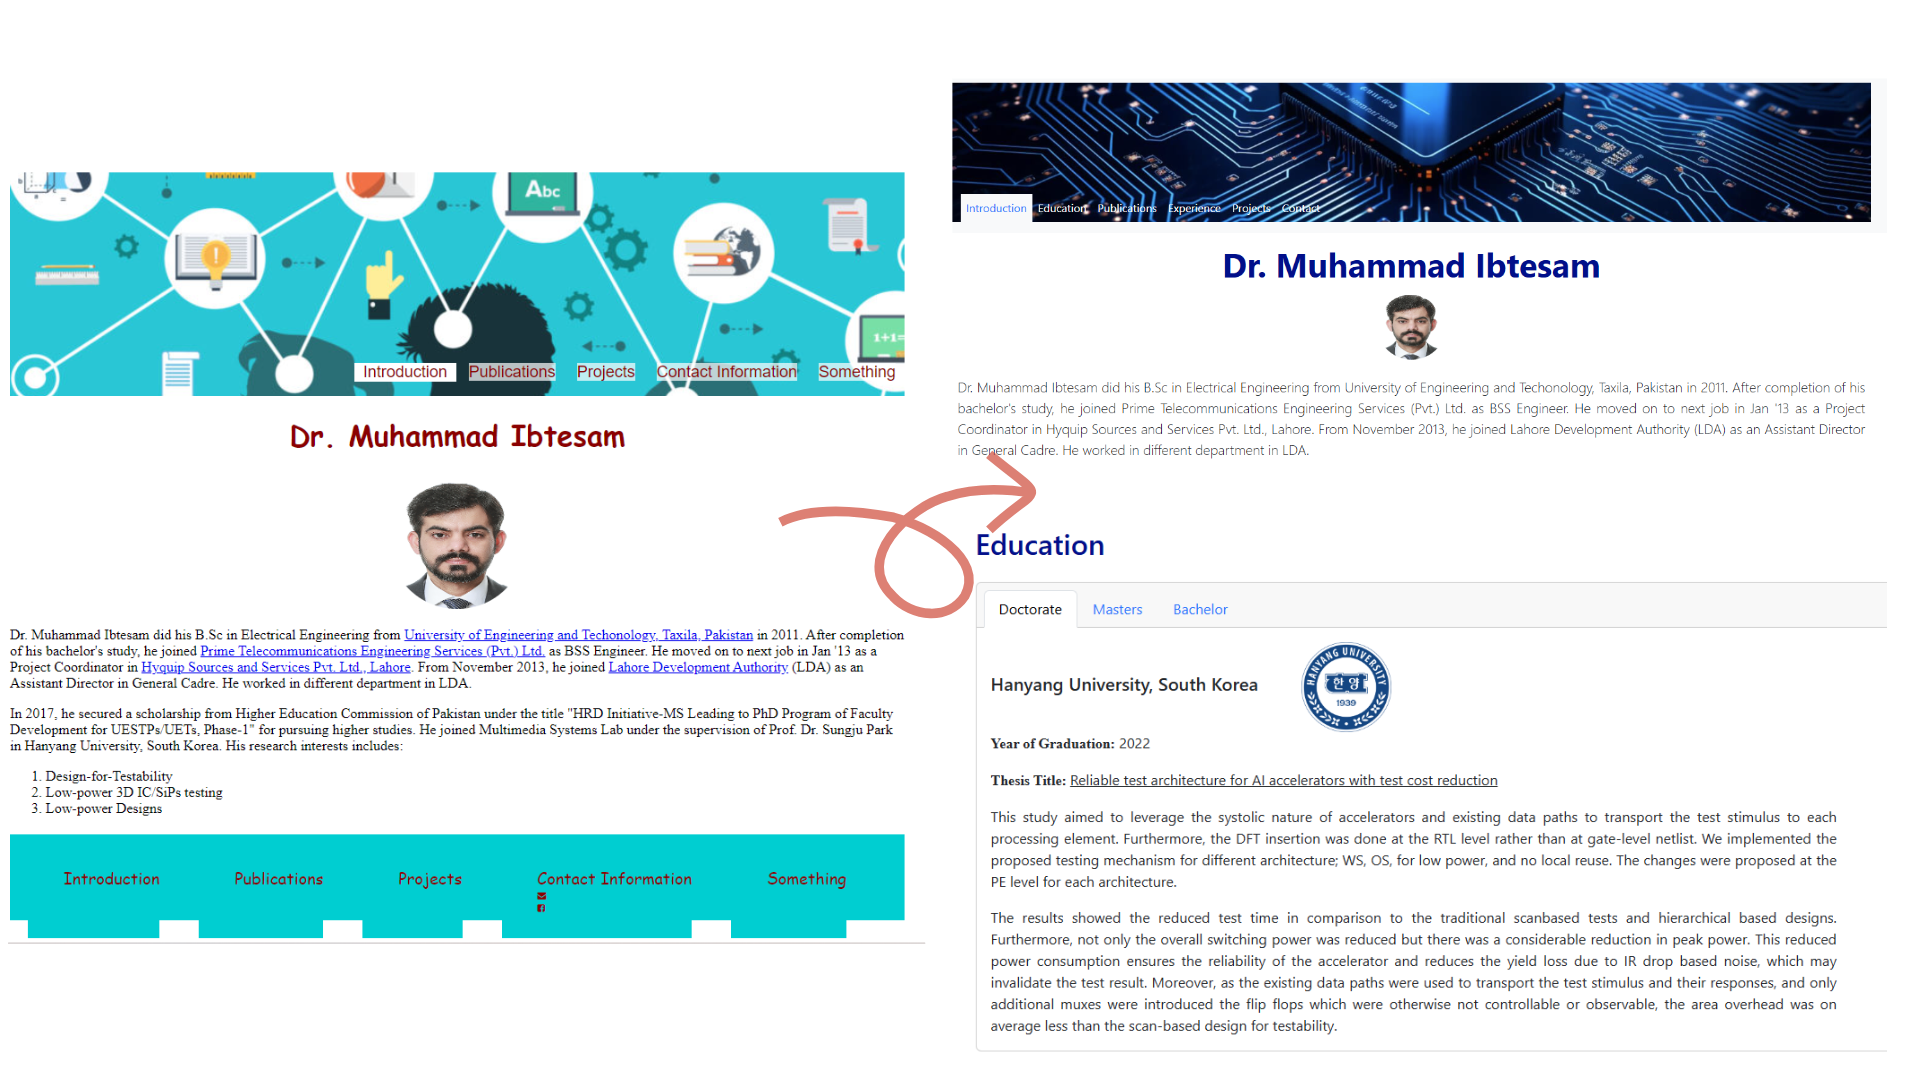 Abc
1+1=
Introduction Publications Projects Contact Information Something
Dr. Muhammad Ibtesam
Dr. Muhammad Ibtesam did his B.Sc in Electrical Engineering from University of Engineering and Techonology, Taxila, Pakistan in 2011. After completion
of his bachelor's study, he joined Prime Telecommunications Engineering Services (Pvt.) Ltd. as BSS Engineer. He moved on to next job in Jan '13 as a
Project Coordinator in Hyquip Sources and Services Pvt. Ltd., Lahore. From November 2013, he joined Lahore Development Authority (LDA) as an
Assistant Director in General Cadre. He worked in different department in LDA.
In 2017, he secured a scholarship from Higher Education Commission of Pakistan under the title "HRD Initiative-MS Leading to PhD Program of Faculty
Development for UESTPs/UETs, Phase-1" for pursuing higher studies. He joined Multimedia Systems Lab under the supervision of Prof. Dr. Sungju Park
in Hanyang University, South Korea. His research interests includes:
1. Design-for-Testability
2. Low-power 3D IC/SiPs testing
3. Low-power Designs
Introduction Publications Projects Contact Information Something
Introduction Education Publications Experience Projects Contact
Dr. Muhammad Ibtesam
Dr. Muhammad Ibtesam did his B.Sc in Electrical Engineering from University of Engineering and Techonology, Taxila, Pakistan in 2011. After completion of his
bachelor's study, he joined Prime Telecommunications Engineering Services (Pvt.) Ltd. as BSS Engineer. He moved on to next job in Jan '13 as a Project
Coordinator in Hyquip Sources and Services Pvt. Ltd., Lahore. From November 2013, he joined Lahore Development Authority (LDA) as an Assistant Director
in General Cadre. He worked in different department in LDA.
Education
Doctorate Masters Bachelor
Hanyang University, South Korea
HANYANG UNIVERSITY
한양
1939
Year of Graduation: 2022
Thesis Title: Reliable test architecture for AI accelerators with test cost reduction
This study aimed to leverage the systolic nature of accelerators and existing data paths to transport the test stimulus to each
processing element. Furthermore, the DFT insertion was done at the RTL level rather than at gate-level netlist. We implemented the
proposed testing mechanism for different architecture; WS, OS, for low power, and no local reuse. The changes were proposed at the
PE level for each architecture.
The results showed the reduced test time in comparison to the traditional scanbased tests and hierarchical based designs.
Furthermore, not only the overall switching power was reduced but there was a considerable reduction in peak power. This reduced
power consumption ensures the reliability of the accelerator and reduces the yield loss due to IR drop based noise, which may
invalidate the test result. Moreover, as the existing data paths were used to transport the test stimulus and their responses, and only
additional muxes were introduced the flip flops which were otherwise not controllable or observable, the area overhead was on
average less than the scan-based design for testability.